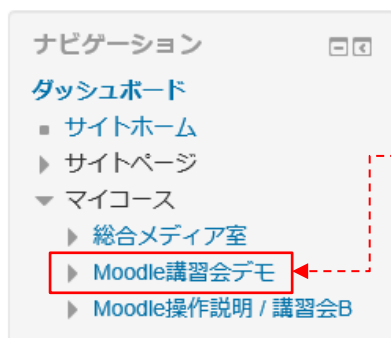 ナビゲーション
ダッシュボード
サイトホーム
サイトページ
マイコース
総合メディア室
Moodle講習会デモ
Moodle操作説明 / 講習会B